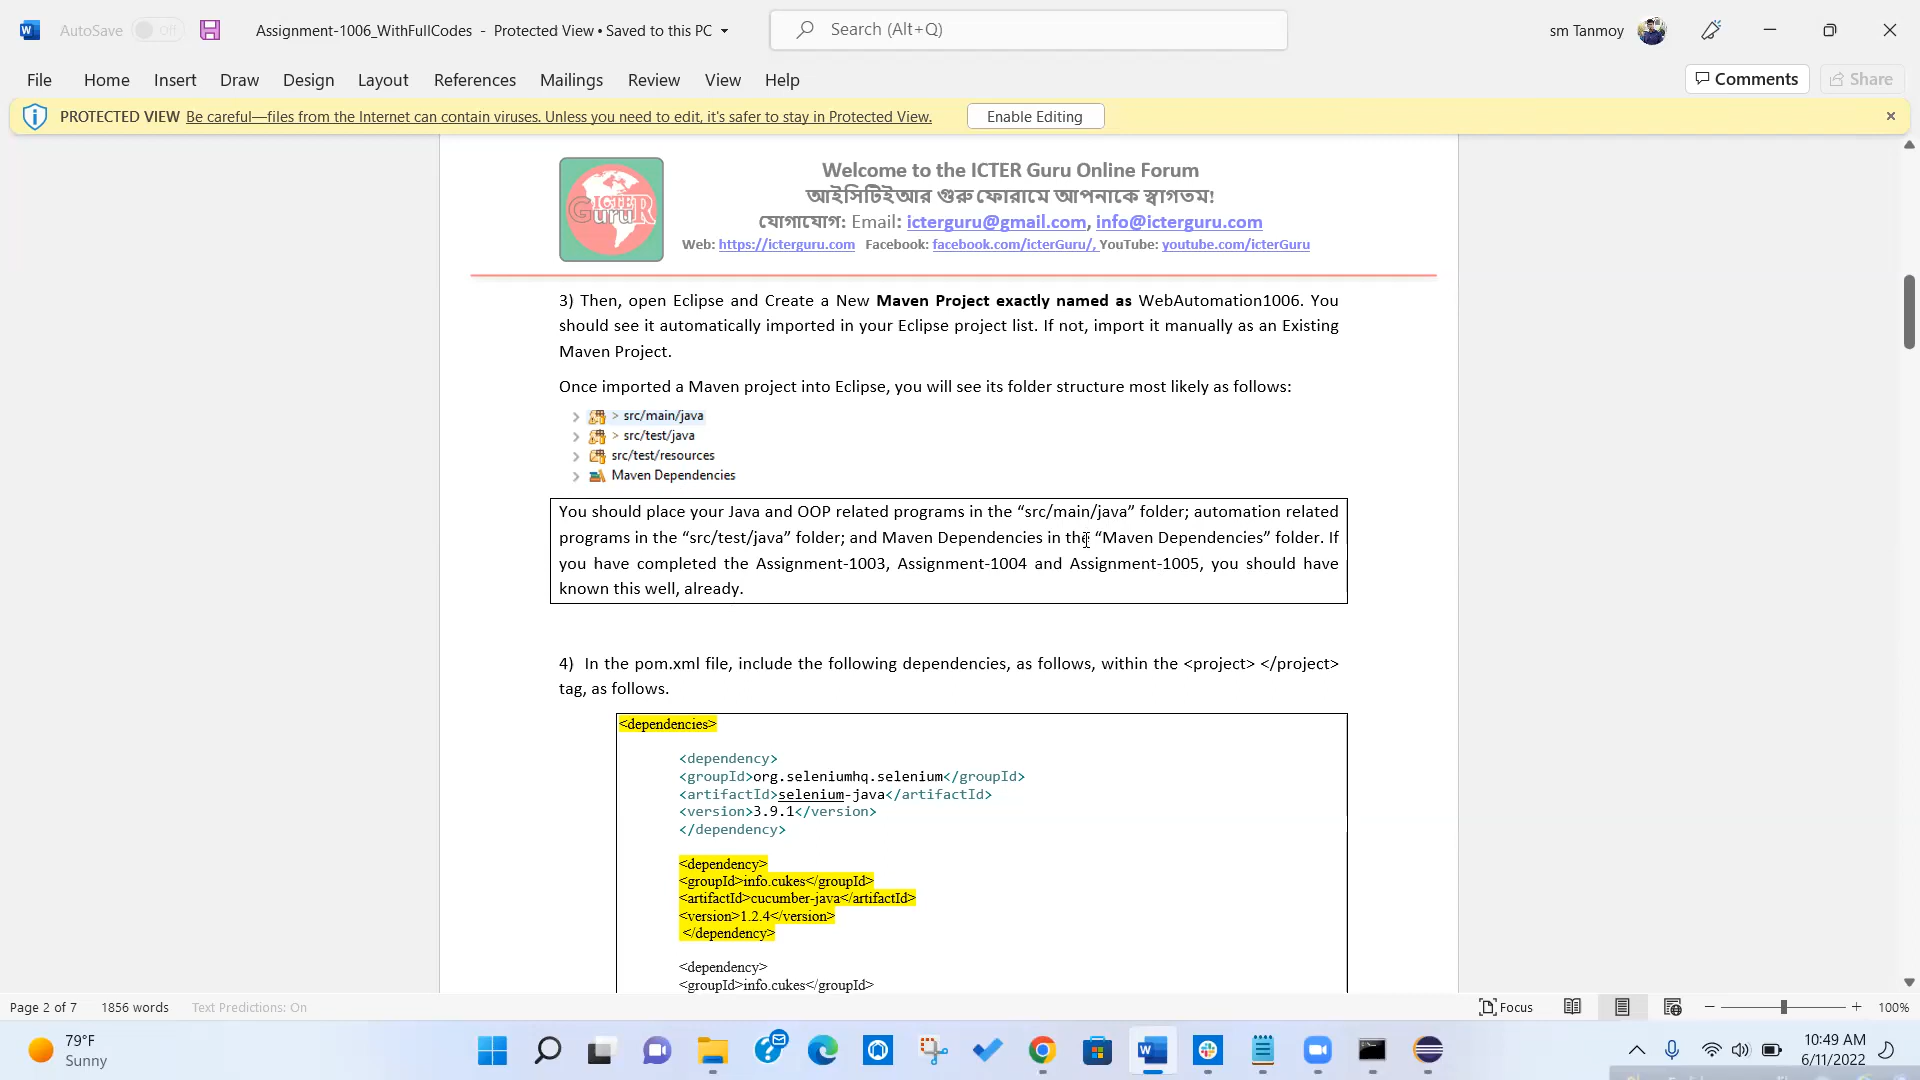 AutoSave Off Assignment-1006_WithFullCodes - Protected View • Saved to this PC Search (Alt+Q) sm Tanmoy
File Home Insert Draw Design Layout References Mailings Review View Help Comments Share
PROTECTED VIEW Be careful—files from the Internet can contain viruses. Unless you need to edit, it's safer to stay in Protected View. Enable Editing
ICTER
GuruR
Welcome to the ICTER Guru Online Forum
আইসিটিইআর গুরু ফোরামে আপনাকে স্বাগতম!
যোগাযোগ: Email: icterguru@gmail.com, info@icterguru.com
Web: https://icterguru.com Facebook: facebook.com/icterGuru/, YouTube: youtube.com/icterGuru
3) Then, open Eclipse and Create a New Maven Project exactly named as WebAutomation1006. You
should see it automatically imported in your Eclipse project list. If not, import it manually as an Existing
Maven Project.
Once imported a Maven project into Eclipse, you will see its folder structure most likely as follows:
> src/main/java
> src/test/java
src/test/resources
Maven Dependencies
You should place your Java and OOP related programs in the “src/main/java” folder; automation related
programs in the “src/test/java” folder; and Maven Dependencies in the “Maven Dependencies” folder. If
you have completed the Assignment-1003, Assignment-1004 and Assignment-1005, you should have
known this well, already.
4) In the pom.xml file, include the following dependencies, as follows, within the <project> </project>
tag, as follows.
<dependencies>
<dependency>
<groupId>org.seleniumhq.selenium</groupId>
<artifactId>selenium-java</artifactId>
<version>3.9.1</version>
</dependency>
<dependency>
<groupId>info.cukes</groupId>
<artifactId>cucumber-java</artifactId>
<version>1.2.4</version>
</dependency>
<dependency>
<groupId>info.cukes</groupId>
Page 2 of 7 1856 words Text Predictions: On Focus 100%
79°F
Sunny
10:49 AM
6/11/2022